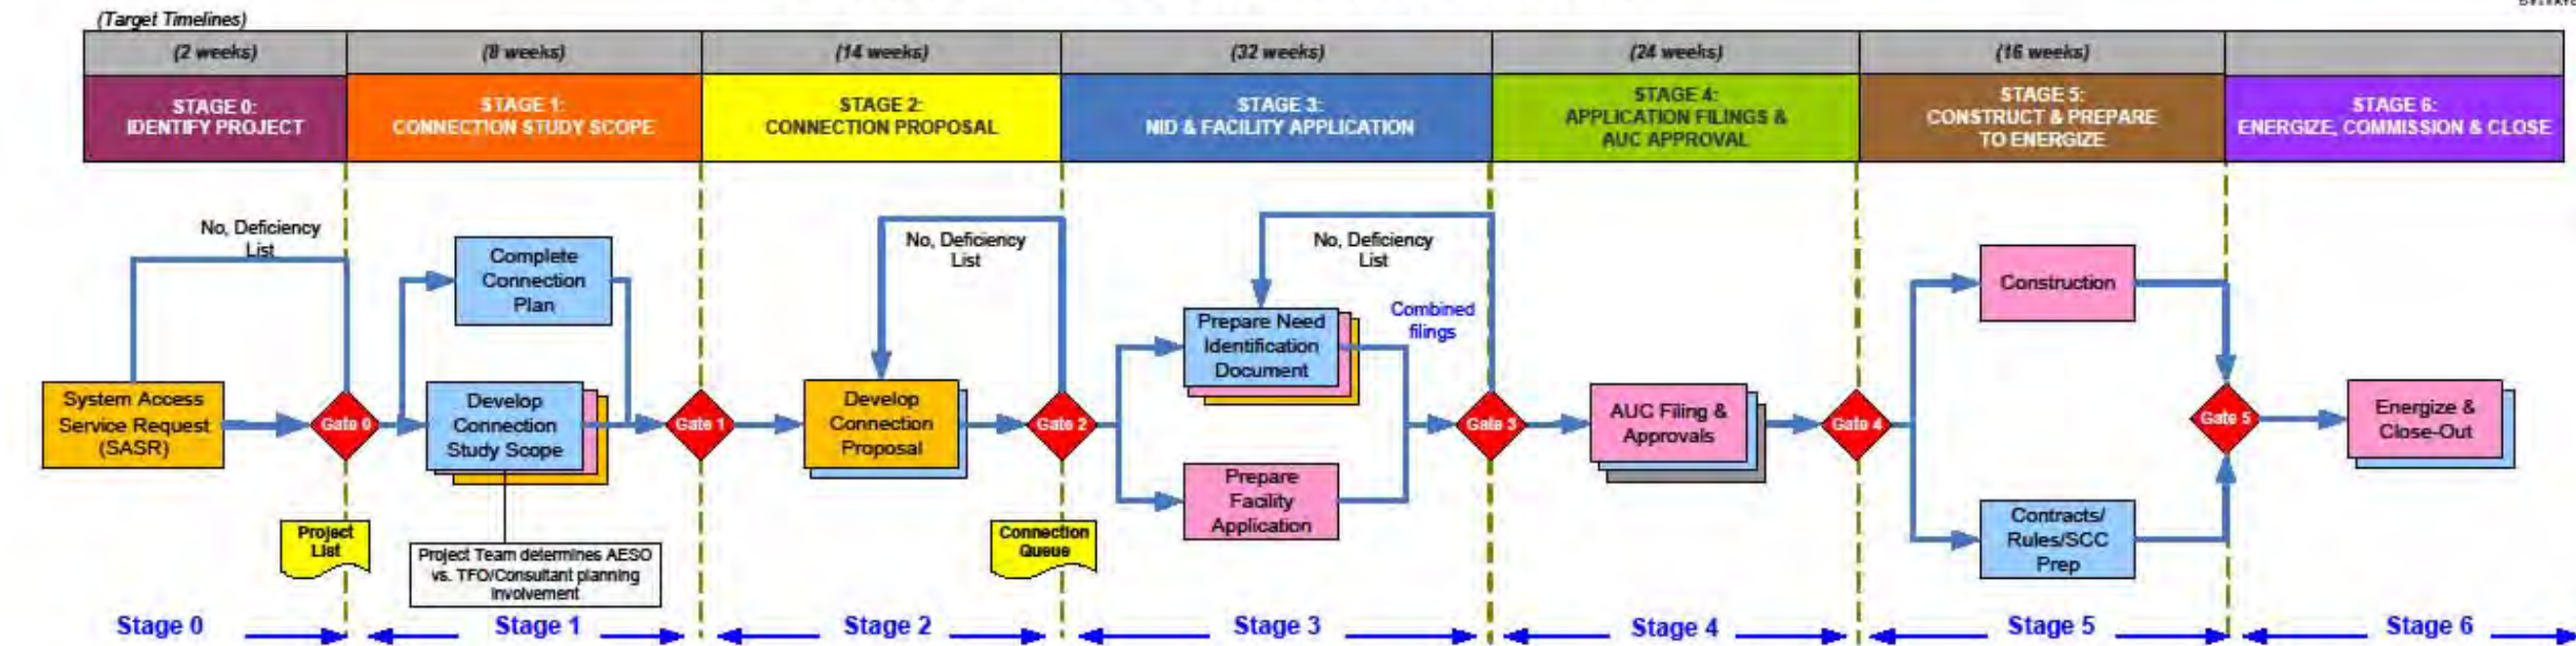 (Target Timelines)
(2 weeks)
(8 weeks)
(14 weeks)
(32 weeks)
(24 weeks)
(16 weeks)
STAGE 0:
IDENTIFY PROJECT
STAGE 1:
CONNECTION STUDY SCOPE
STAGE 2:
CONNECTION PROPOSAL
STAGE 3:
NID & FACILITY APPLICATION
STAGE 4:
APPLICATION FILINGS &
AUC APPROVAL
STAGE 5:
CONSTRUCT & PREPARE
TO ENERGIZE
STAGE 6:
ENERGIZE, COMMISSION & CLOSE
No, Deficiency
List
System Access
Service Request
(SASR)
Gate 0
Project
List
Complete
Connection
Plan
Develop
Connection
Study Scope
Project Team determines AESO
vs. TFO/Consultant planning
involvement
Gate 1
No, Deficiency
List
Develop
Connection
Proposal
Gate 2
Connection
Queue
No, Deficiency
List
Prepare Need
Identification
Document
Combined
filings
Prepare
Facility
Application
Gate 3
AUC Filing &
Approvals
Gate 4
Construction
Contracts/
Rules/SCC
Prep
Gate 5
Energize &
Close-Out
Stage 0
Stage 1
Stage 2
Stage 3
Stage 4
Stage 5
Stage 6